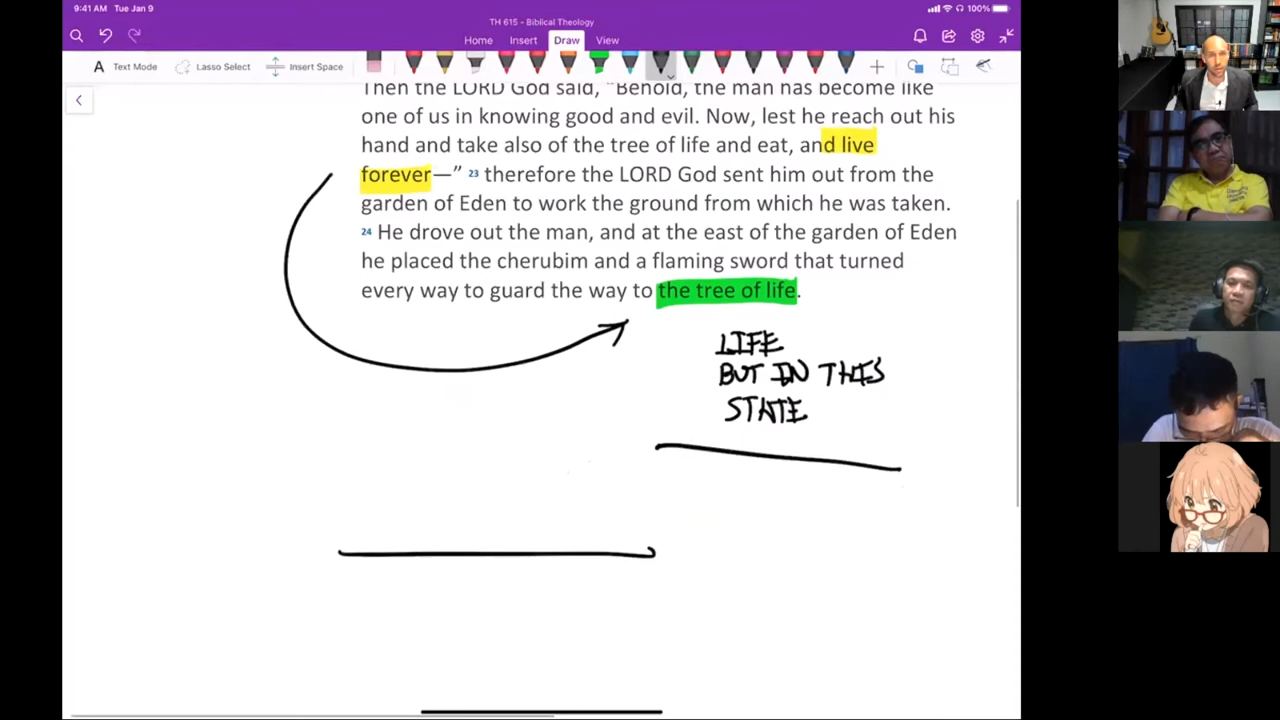 9:41 AM Tue Jan 9
100%
TH 615 - Biblical Theology
Home Insert Draw View
Text Mode Lasso Select Insert Space
Then the LORD God said, “Behold, the man has become like
one of us in knowing good and evil. Now, lest he reach out his
hand and take also of the tree of life and eat, and live
forever—” 23 therefore the LORD God sent him out from the
garden of Eden to work the ground from which he was taken.
24 He drove out the man, and at the east of the garden of Eden
he placed the cherubim and a flaming sword that turned
every way to guard the way to the tree of life.
LIFE
BUT IN THIS
STATE